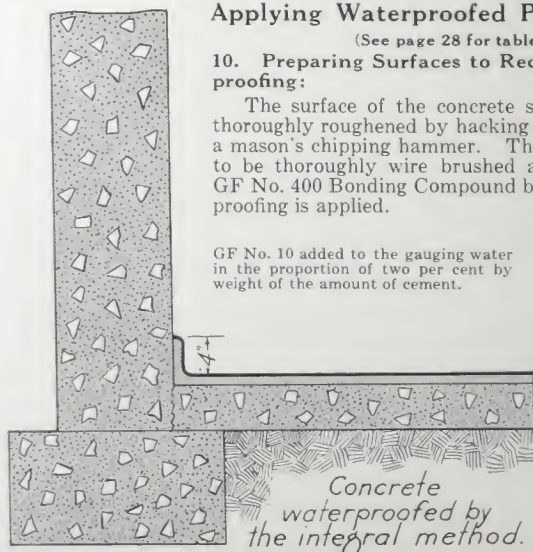 Applying Waterproofed P
(See page 28 for table
10. Preparing Surfaces to Rec
proofing:
The surface of the concrete s
thoroughly roughened by hacking
a mason's chipping hammer. Th
to be thoroughly wire brushed a
GF No. 400 Bonding Compound b
proofing is applied.
GF No. 10 added to the gauging water
in the proportion of two per cent by
weight of the amount of cement.
4"
Concrete
waterproofed by
the integral method.